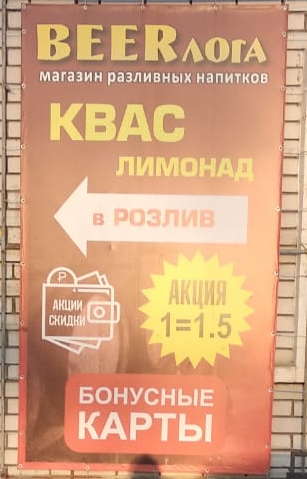 BEERлога
магазин разливных напитков
КВАС
ЛИМОНАД
в РОЗЛИВ
₽
АКЦИИ
СКИДКИ
АКЦИЯ
1=1.5
БОНУСНЫЕ
КАРТЫ